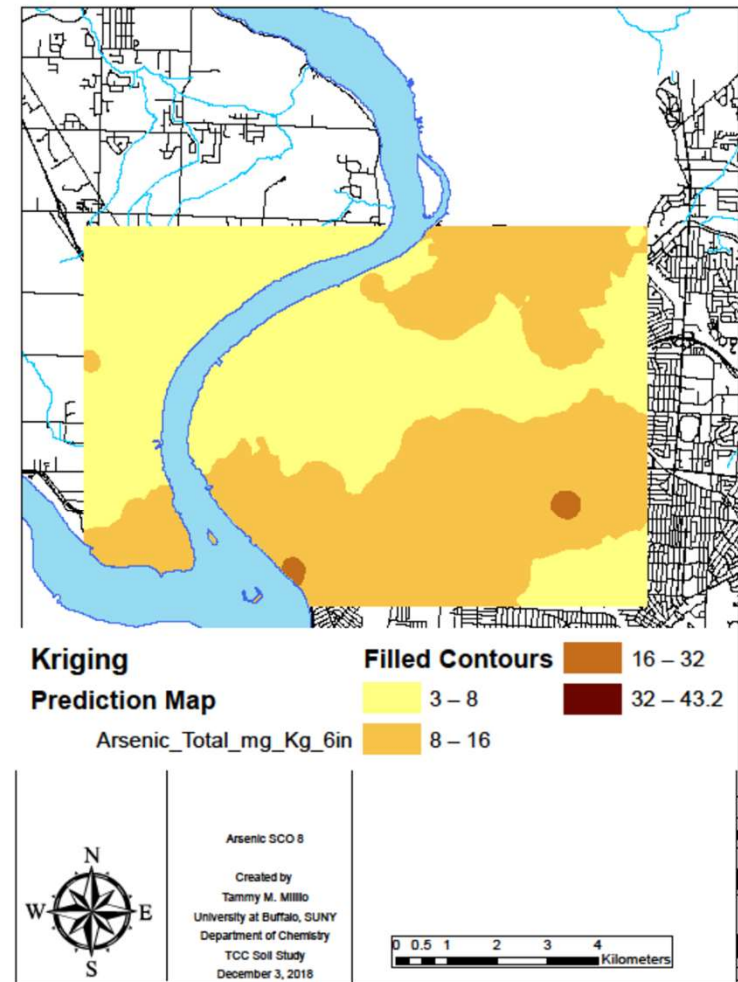 Kriging
Prediction Map
Arsenic_Total_mg_Kg_6in
Filled Contours
3 – 8
8 – 16
16 – 32
32 – 43.2
N
W E
S
Arsenic SCO 8
Created by
Tammy M. Milillo
University at Buffalo, SUNY
Department of Chemistry
TCC Soil Study
December 3, 2018
0 0.5 1 2 3 4
Kilometers